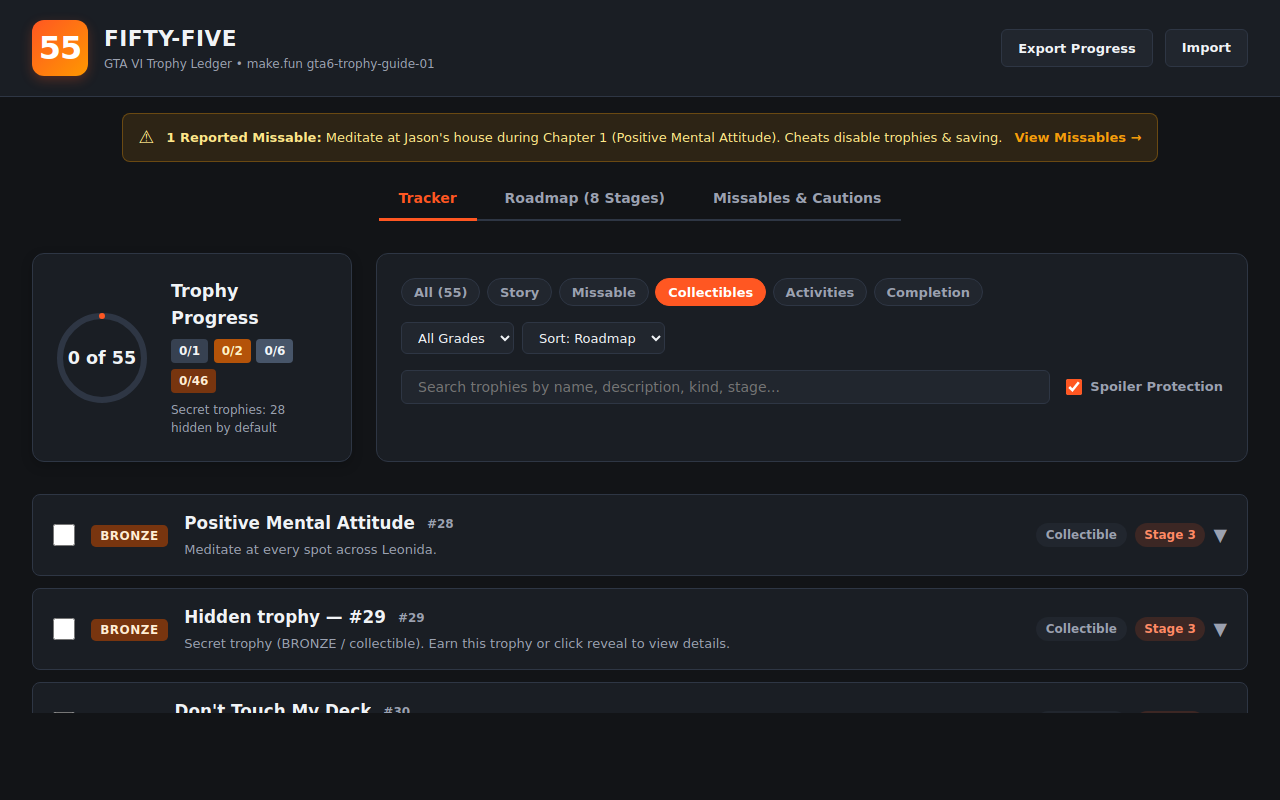 55
FIFTY-FIVE
GTA VI Trophy Ledger • make.fun gta6-trophy-guide-01
Export Progress
Import
⚠ 1 Reported Missable: Meditate at Jason's house during Chapter 1 (Positive Mental Attitude). Cheats disable trophies & saving. View Missables →
Tracker
Roadmap (8 Stages)
Missables & Cautions
0 of 55
Trophy
Progress
0/1 0/2 0/6
0/46
Secret trophies: 28
hidden by default
All (55) Story Missable Collectibles Activities Completion
All Grades Sort: Roadmap
Search trophies by name, description, kind, stage...
Spoiler Protection
BRONZE
Positive Mental Attitude #28
Meditate at every spot across Leonida.
Collectible Stage 3 ▼
BRONZE
Hidden trophy — #29 #29
Secret trophy (BRONZE / collectible). Earn this trophy or click reveal to view details.
Collectible Stage 3 ▼
Don't Touch My Deck #30